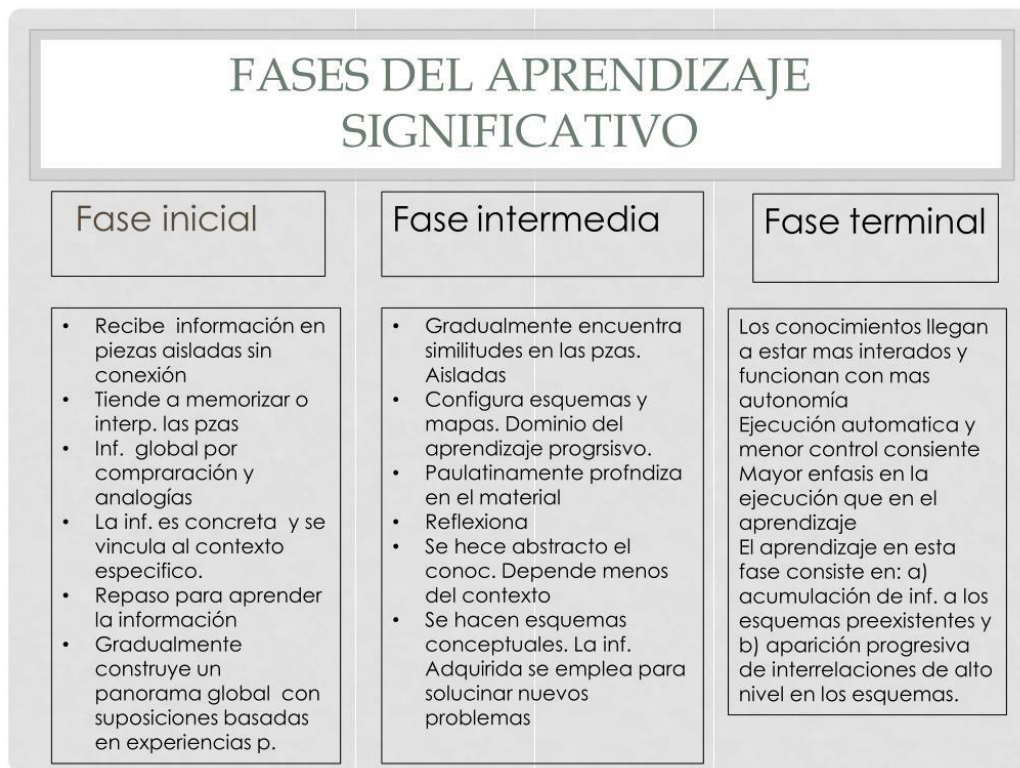 FASES DEL APRENDIZAJE
SIGNIFICATIVO
Fase inicial
• Recibe información en
piezas aisladas sin
conexión
• Tiende a memorizar o
interp. las pzas
• Inf. global por
compraración y
analogías
• La inf. es concreta y se
vincula al contexto
especifico.
• Repaso para aprender
la información
• Gradualmente
construye un
panorama global con
suposiciones basadas
en experiencias p.
Fase intermedia
• Gradualmente encuentra
similitudes en las pzas.
Aisladas
• Configura esquemas y
mapas. Dominio del
aprendizaje progrsisvo.
• Paulatinamente profndiza
en el material
• Reflexiona
• Se hece abstracto el
conoc. Depende menos
del contexto
• Se hacen esquemas
conceptuales. La inf.
Adquirida se emplea para
solucinar nuevos
problemas
Fase terminal
Los conocimientos llegan
a estar mas interados y
funcionan con mas
autonomía
Ejecución automatica y
menor control consiente
Mayor enfasis en la
ejecución que en el
aprendizaje
El aprendizaje en esta
fase consiste en: a)
acumulación de inf. a los
esquemas preexistentes y
b) aparición progresiva
de interrelaciones de alto
nivel en los esquemas.